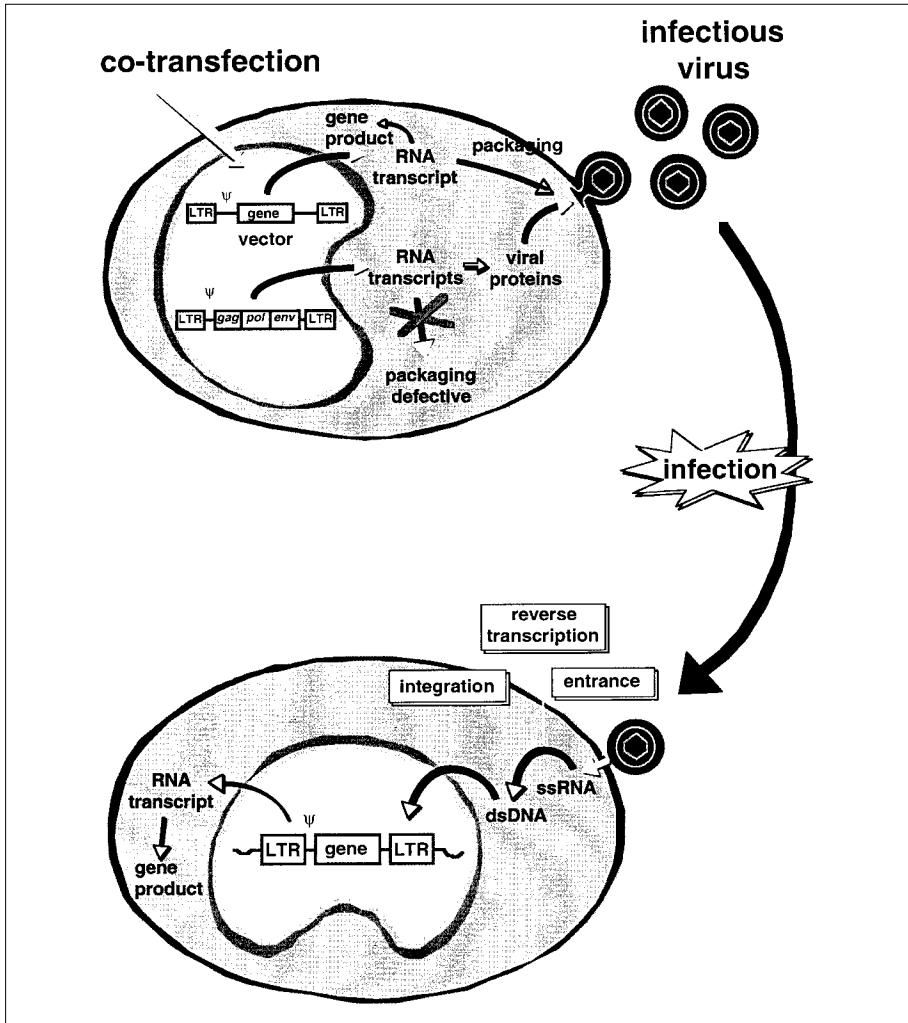 co-transfection
infectious
virus
gene
product
RNA
transcript
packaging
ψ
LTR gene LTR
vector
RNA
transcripts
viral
proteins
ψ
LTR gag pol env LTR
packaging
defective
infection
reverse
transcription
integration
entrance
RNA
transcript
gene
product
ψ
LTR gene LTR
dsDNA
ssRNA